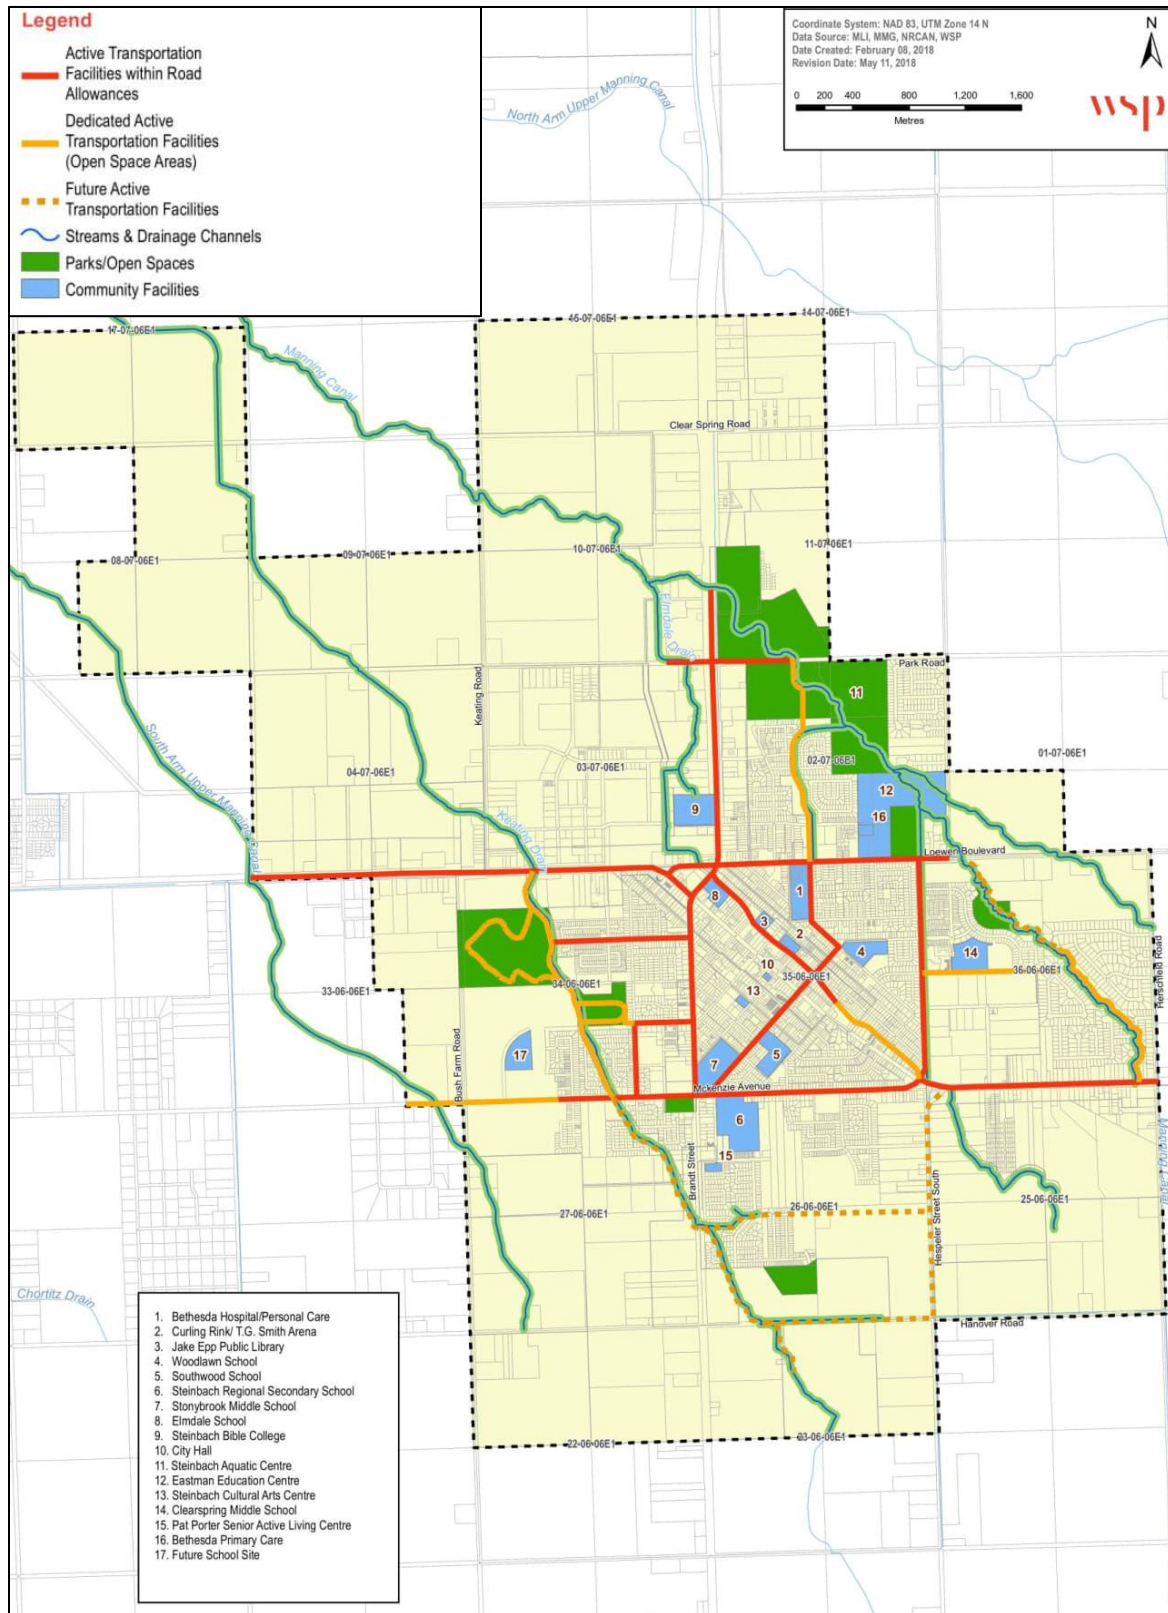 Legend
Active Transportation
Facilities within Road
Allowances
Dedicated Active
Transportation Facilities
(Open Space Areas)
Future Active
Transportation Facilities
Streams & Drainage Channels
Parks/Open Spaces
Community Facilities
Coordinate System: NAD 83, UTM Zone 14 N
Data Source: MLI, MMG, NRCAN, WSP
Date Created: February 08, 2018
Revision Date: May 11, 2018
N
0 200 400 800 1,200 1,600
Metres
wsp
North Arm Upper Manning Canal
17-07-06E1
15-07-06E1
14-07-06E1
Manning Canal
Clear Spring Road
08-07-06E1
09-07-06E1
10-07-06E1
11-07-06E1
Elmdale Drain
Park Road
Keating Road
11
South Arm Upper Manning Canal
04-07-06E1
03-07-06E1
02-07-06E1
01-07-06E1
12
9
16
Keating Drain
Loewen Boulevard
8
1
3
2
4
14
10
35-06-06E1
36-06-06E1
33-06-06E1
34-06-06E1
13
Herschfield Road
17
7
5
Bush Farm Road
Mckenzie Avenue
6
15
Brandt Street
Manning Canal
27-06-06E1
26-06-06E1
25-06-06E1
Hespeler Street South
Chortitz Drain
Hanover Road
22-06-06E1
23-06-06E1
1. Bethesda Hospital/Personal Care
2. Curling Rink/ T.G. Smith Arena
3. Jake Epp Public Library
4. Woodlawn School
5. Southwood School
6. Steinbach Regional Secondary School
7. Stonybrook Middle School
8. Elmdale School
9. Steinbach Bible College
10. City Hall
11. Steinbach Aquatic Centre
12. Eastman Education Centre
13. Steinbach Cultural Arts Centre
14. Clearspring Middle School
15. Pat Porter Senior Active Living Centre
16. Bethesda Primary Care
17. Future School Site